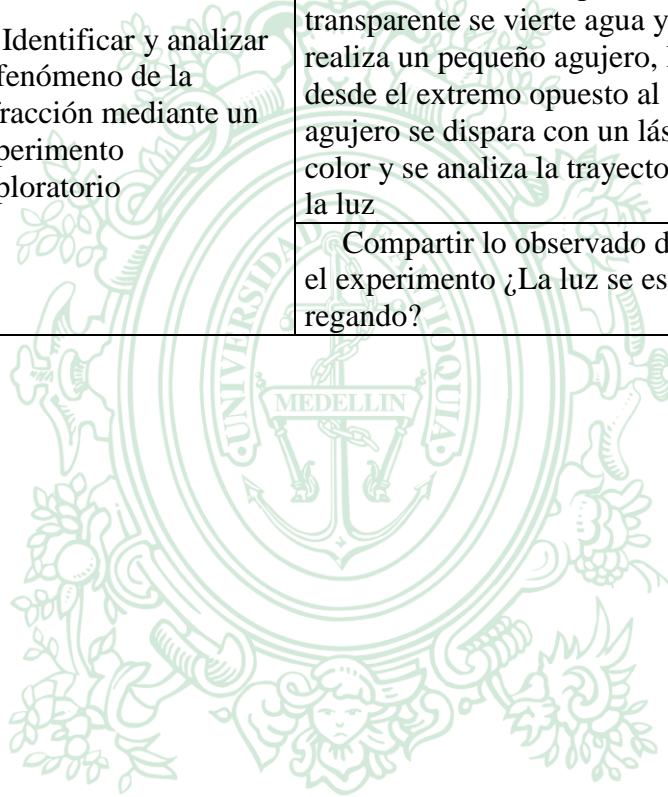 Identificar y analizar
fenómeno de la
racción mediante un
perimento
ploratorio
transparente se vierte agua y
realiza un pequeño agujero,
desde el extremo opuesto al
agujero se dispara con un lás
color y se analiza la trayecto
la luz
Compartir lo observado d
el experimento ¿La luz se es
regando?
MEDELLIN